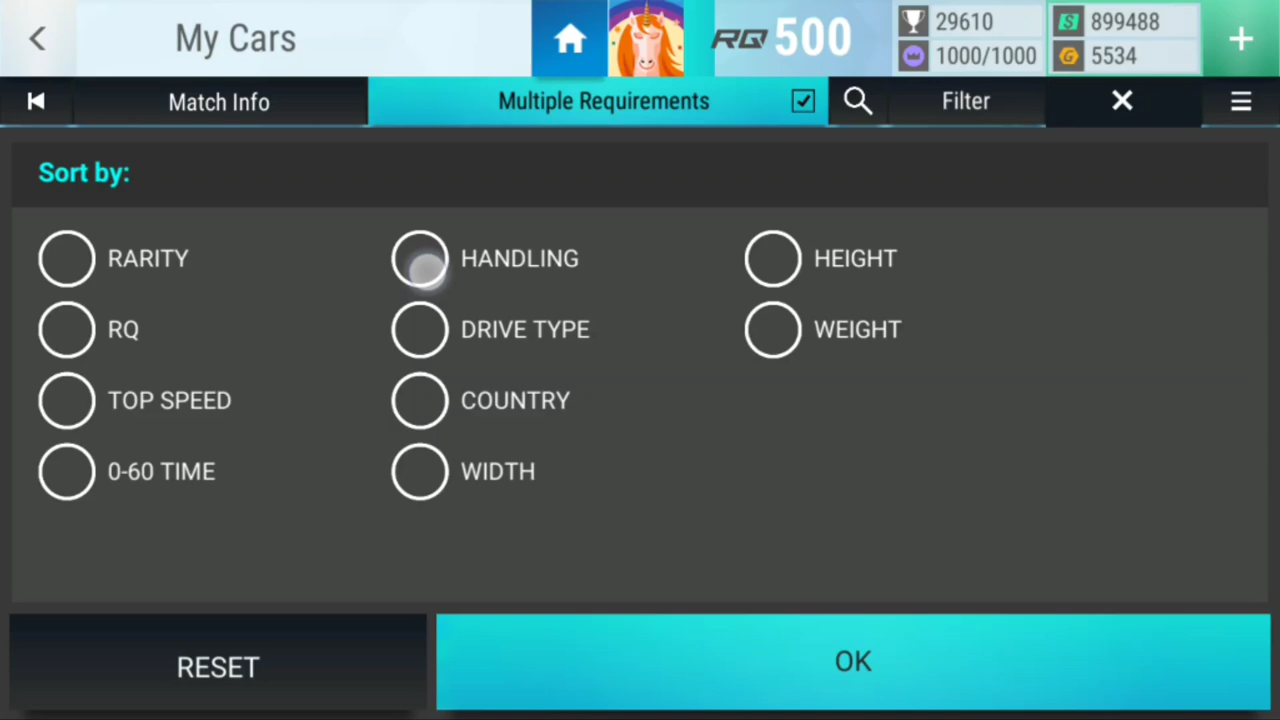 My Cars
RQ 500
29610
1000/1000
899488
5534
Match Info
Multiple Requirements
Filter
Sort by:
RARITY
HANDLING
HEIGHT
RQ
DRIVE TYPE
WEIGHT
TOP SPEED
COUNTRY
0-60 TIME
WIDTH
RESET
OK